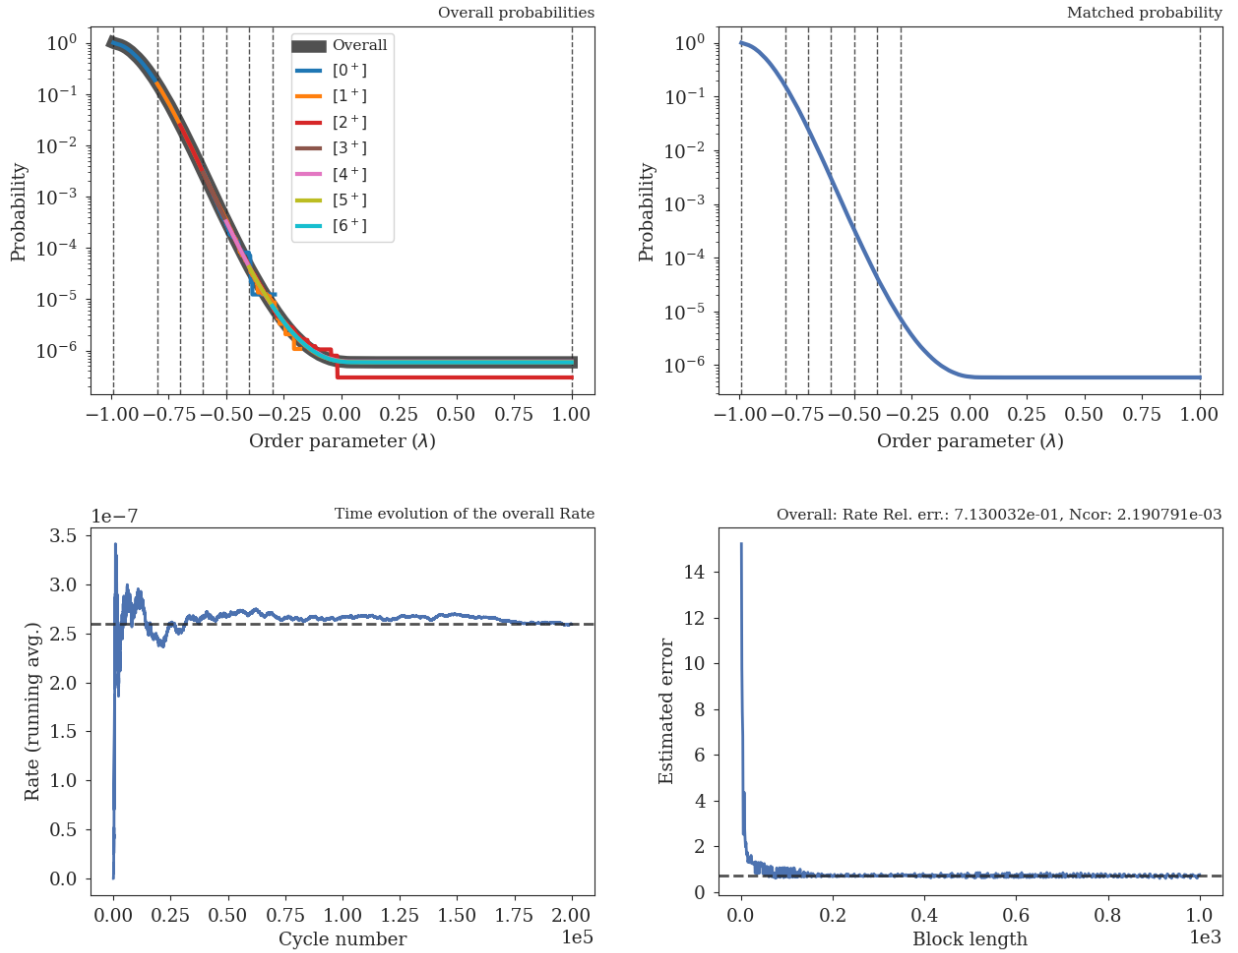 Overall probabilities
10⁰
10⁻¹
10⁻²
10⁻³
10⁻⁴
10⁻⁵
10⁻⁶
Probability
Overall
[0⁺]
[1⁺]
[2⁺]
[3⁺]
[4⁺]
[5⁺]
[6⁺]
−1.00 −0.75 −0.50 −0.25 0.00 0.25 0.50 0.75 1.00
Order parameter (λ)
Matched probability
10⁰
10⁻¹
10⁻²
10⁻³
10⁻⁴
10⁻⁵
10⁻⁶
Probability
−1.00 −0.75 −0.50 −0.25 0.00 0.25 0.50 0.75 1.00
Order parameter (λ)
1e−7
Time evolution of the overall Rate
3.5
3.0
2.5
2.0
1.5
1.0
0.5
0.0
Rate (running avg.)
0.00 0.25 0.50 0.75 1.00 1.25 1.50 1.75 2.00
Cycle number
1e5
Overall: Rate Rel. err.: 7.130032e-01, Ncor: 2.190791e-03
14
12
10
8
6
4
2
0
Estimated error
0.0 0.2 0.4 0.6 0.8 1.0
Block length
1e3